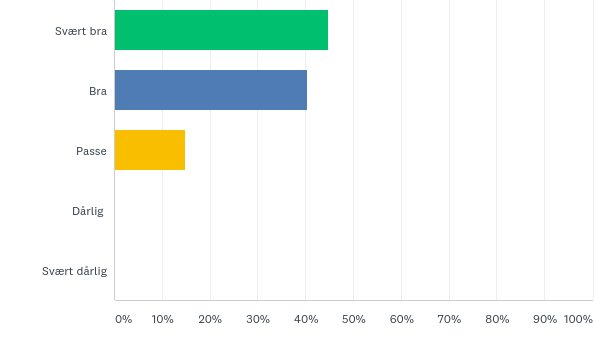 Svært bra
Bra
Passe
Dårlig
Svært dårlig
0% 10% 20% 30% 40% 50% 60% 70% 80% 90% 100%